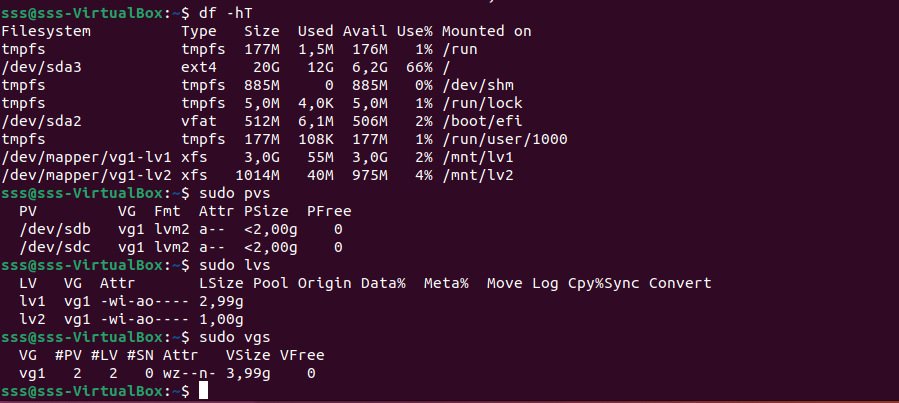 sss@sss-VirtualBox:~$ df -hT
Filesystem          Type   Size  Used Avail Use% Mounted on
tmpfs               tmpfs  177M  1,5M  176M   1% /run
/dev/sda3           ext4    20G   12G  6,2G  66% /
tmpfs               tmpfs  885M     0  885M   0% /dev/shm
tmpfs               tmpfs  5,0M  4,0K  5,0M   1% /run/lock
/dev/sda2           vfat   512M  6,1M  506M   2% /boot/efi
tmpfs               tmpfs  177M  108K  177M   1% /run/user/1000
/dev/mapper/vg1-lv1 xfs    3,0G   55M  3,0G   2% /mnt/lv1
/dev/mapper/vg1-lv2 xfs   1014M   40M  975M   4% /mnt/lv2
sss@sss-VirtualBox:~$ sudo pvs
  PV         VG  Fmt  Attr PSize  PFree
  /dev/sdb   vg1 lvm2 a--  <2,00g    0
  /dev/sdc   vg1 lvm2 a--  <2,00g    0
sss@sss-VirtualBox:~$ sudo lvs
  LV   VG  Attr       LSize Pool Origin Data%  Meta%  Move Log Cpy%Sync Convert
  lv1  vg1 -wi-ao---- 2,99g
  lv2  vg1 -wi-ao---- 1,00g
sss@sss-VirtualBox:~$ sudo vgs
  VG  #PV #LV #SN Attr   VSize VFree
  vg1   2   2   0 wz--n- 3,99g    0
sss@sss-VirtualBox:~$